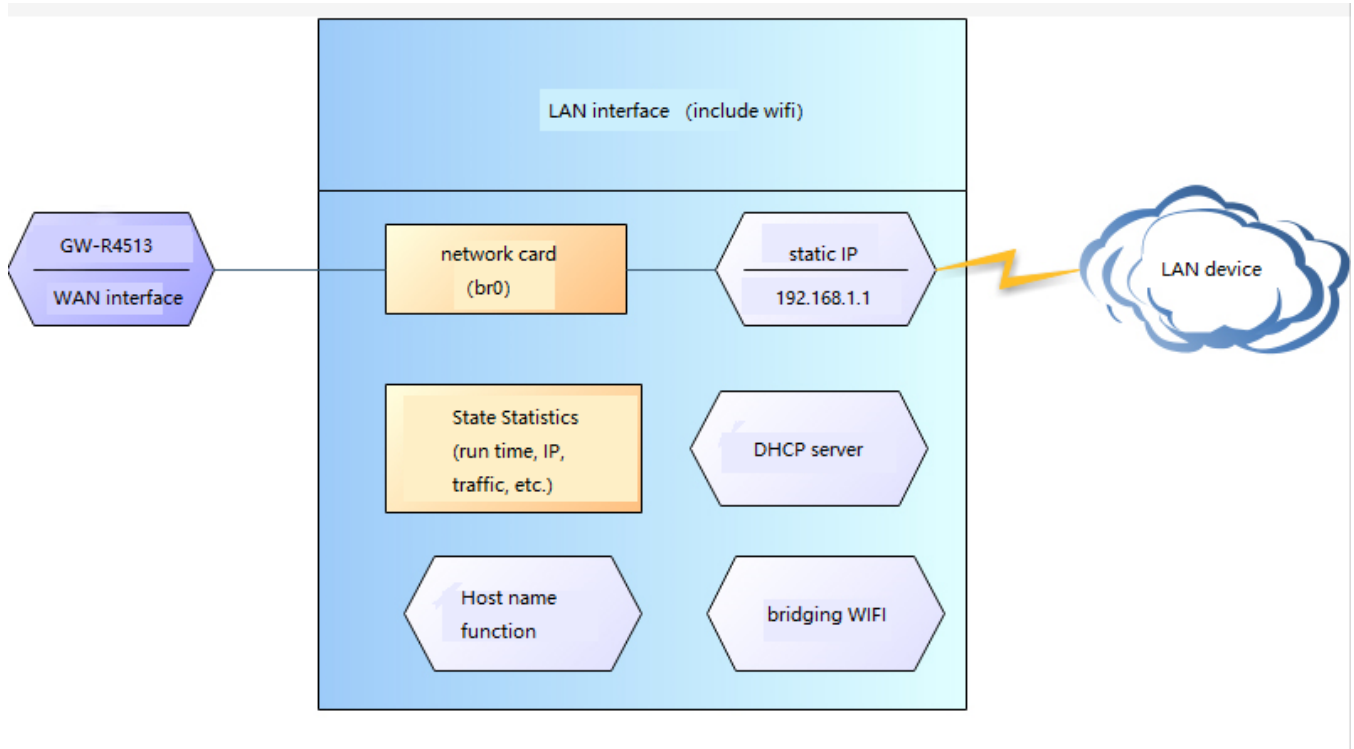 LAN interface (include wifi)
GW-R4513
WAN interface
network card
(br0)
static IP
192.168.1.1
LAN device
State Statistics
(run time, IP,
traffic, etc.)
DHCP server
Host name
function
bridging WIFI